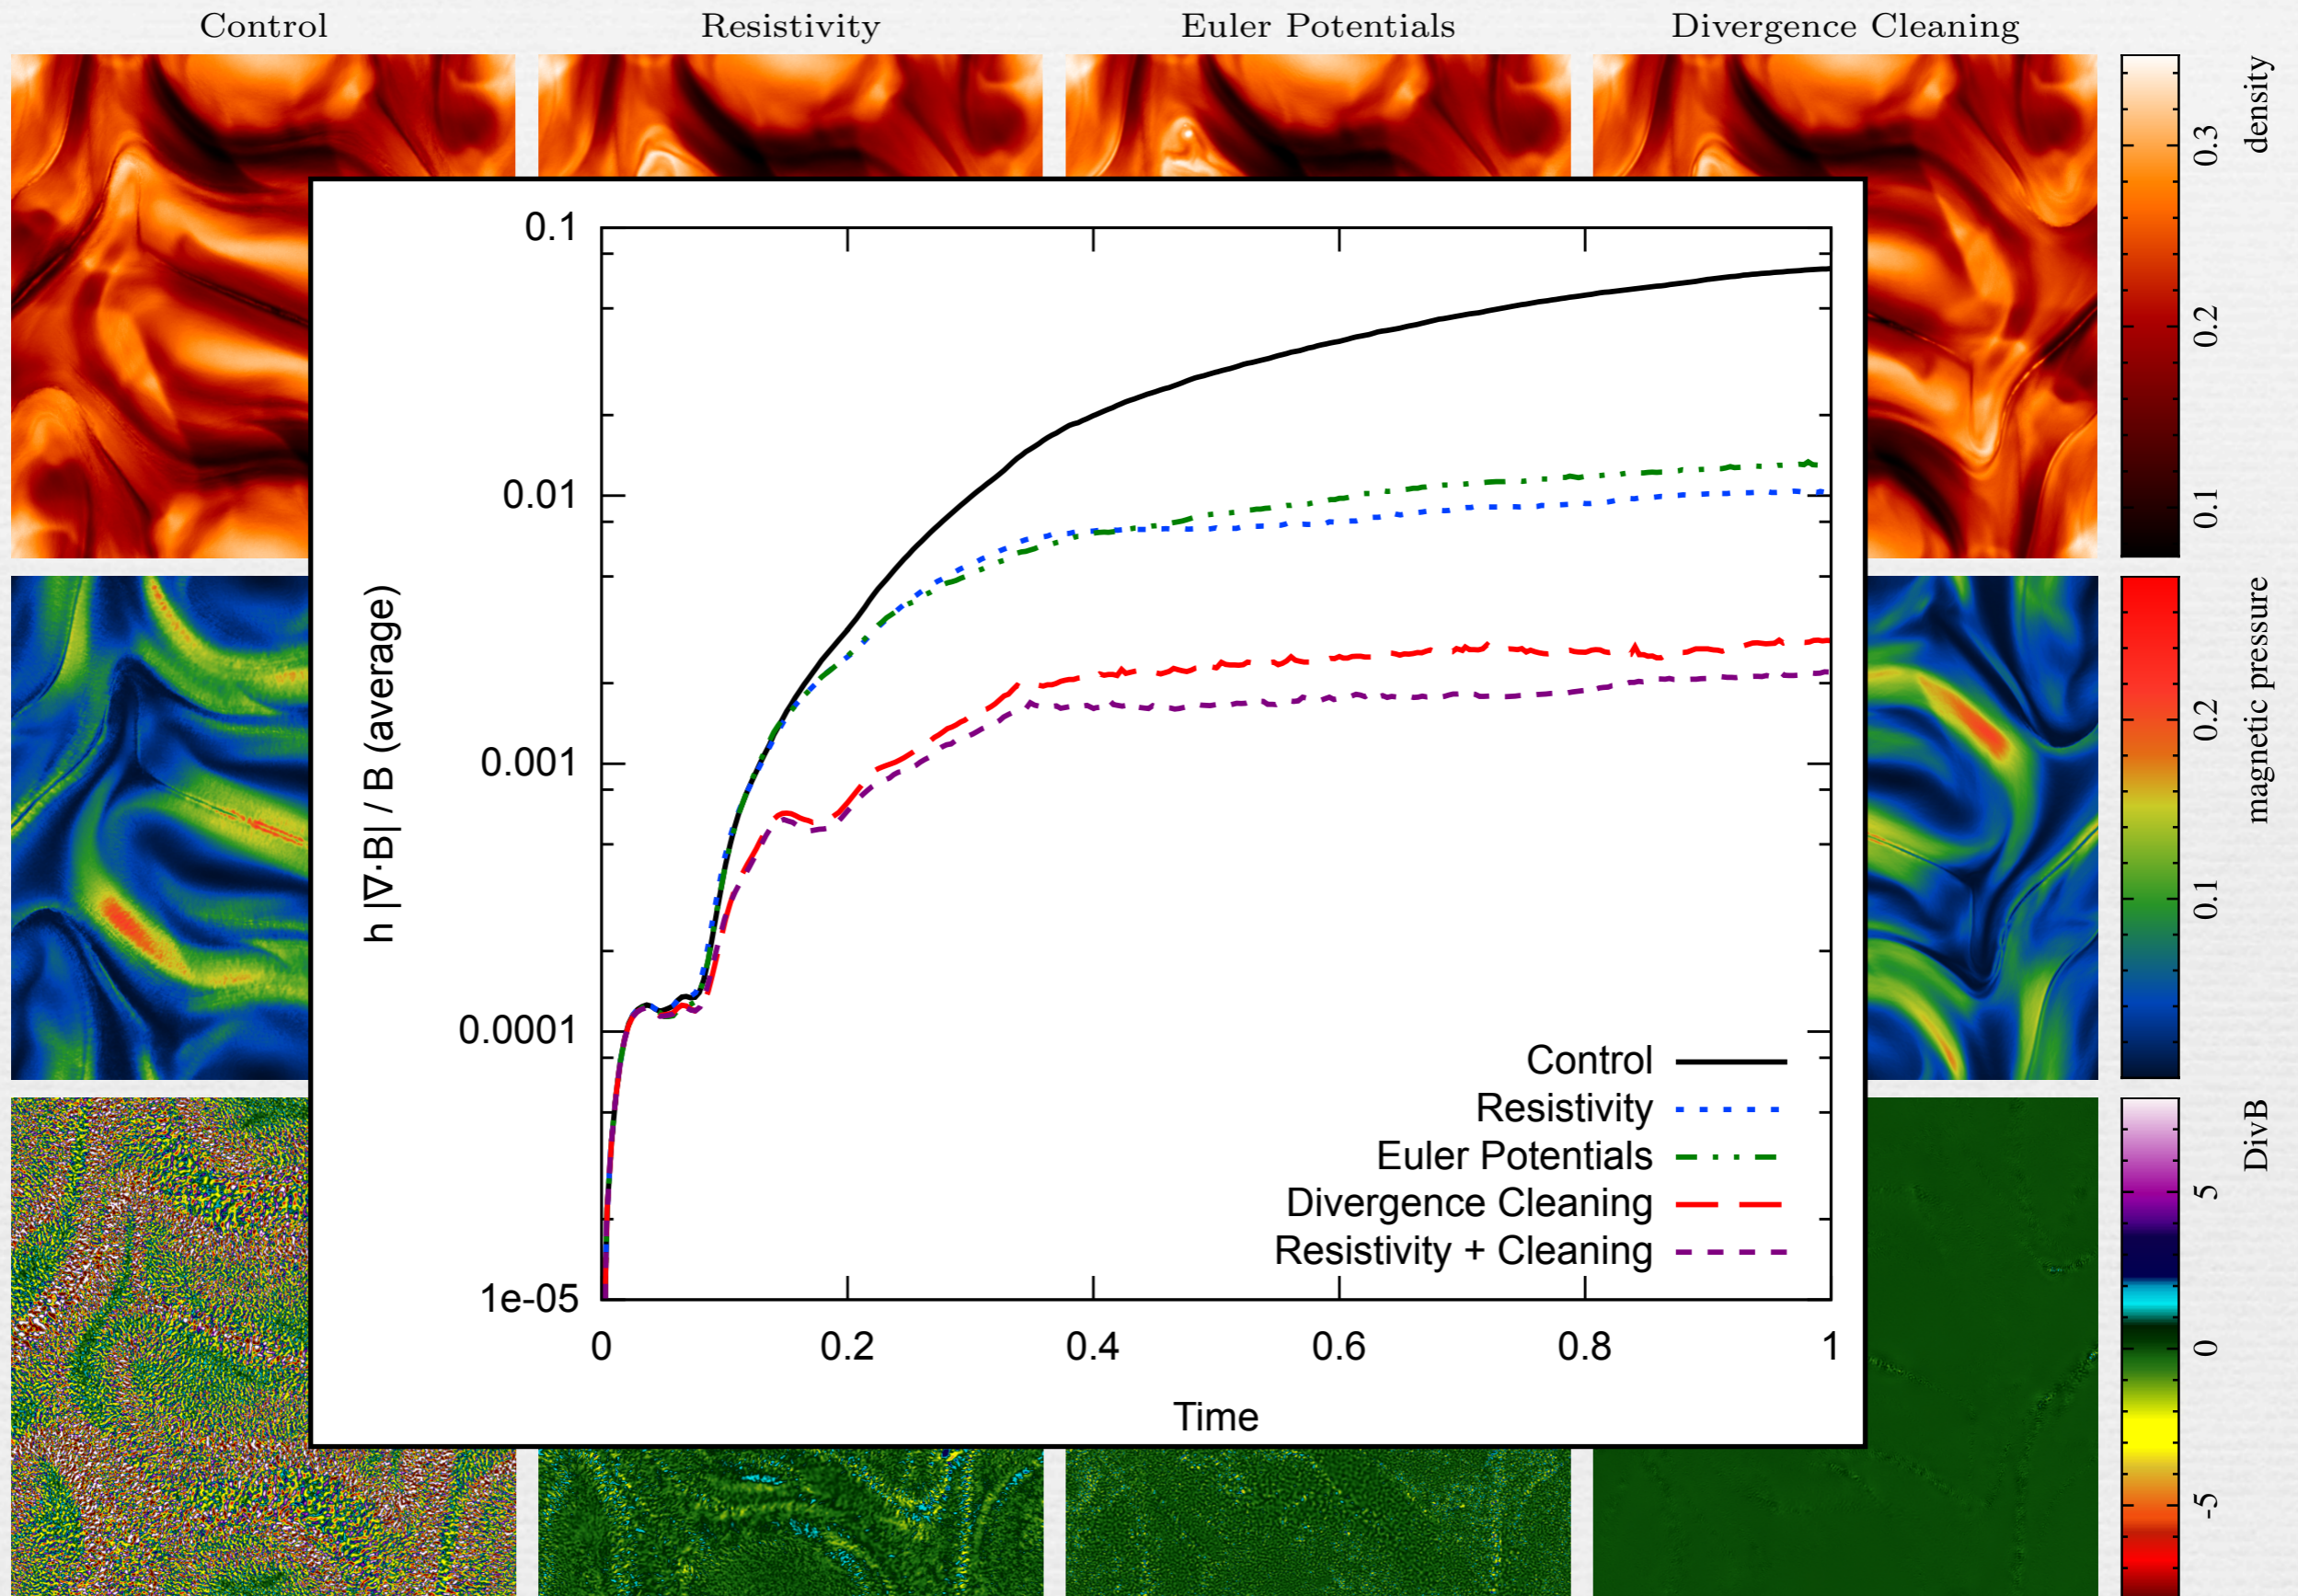 Control
Resistivity
Euler Potentials
Divergence Cleaning
density
0.3
0.2
0.1
magnetic pressure
0.2
0.1
DivB
5
0
-5
h |∇·B| / B (average)
0.1
0.01
0.001
0.0001
1e-05
Control
Resistivity
Euler Potentials
Divergence Cleaning
Resistivity + Cleaning
0 0.2 0.4 0.6 0.8 1
Time